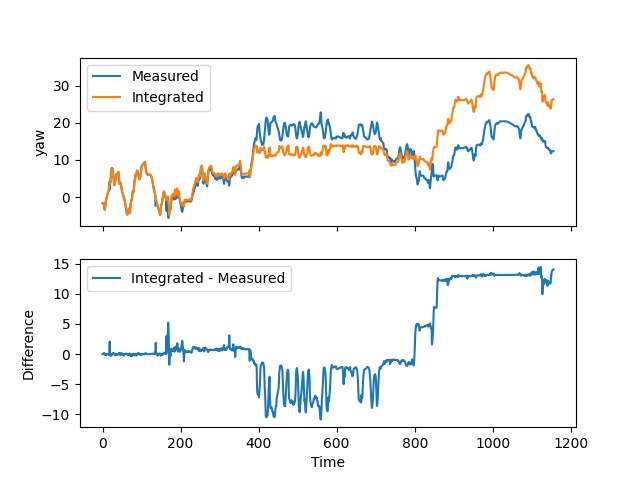 Measured
Integrated
yaw
30
20
10
0
Integrated - Measured
Difference
15
10
5
0
−5
−10
0 200 400 600 800 1000 1200
Time